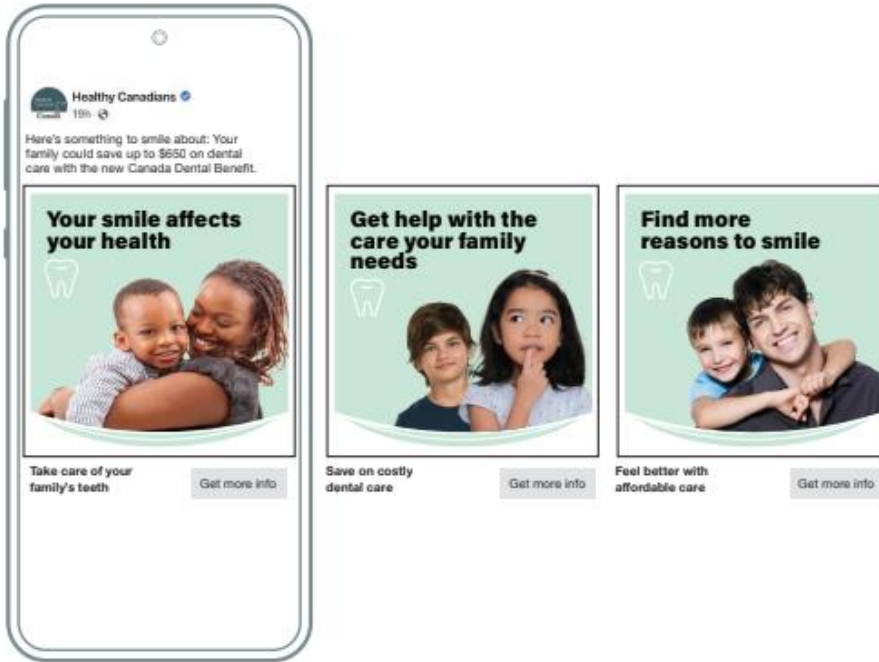 Healthy Canadians
19h
Here's something to smile about: Your
family could save up to $650 on dental
care with the new Canada Dental Benefit.
Your smile affects
your health
Take care of your
family's teeth
Get more info
Get help with the
care your family
needs
Save on costly
dental care
Get more info
Find more
reasons to smile
Feel better with
affordable care
Get more info